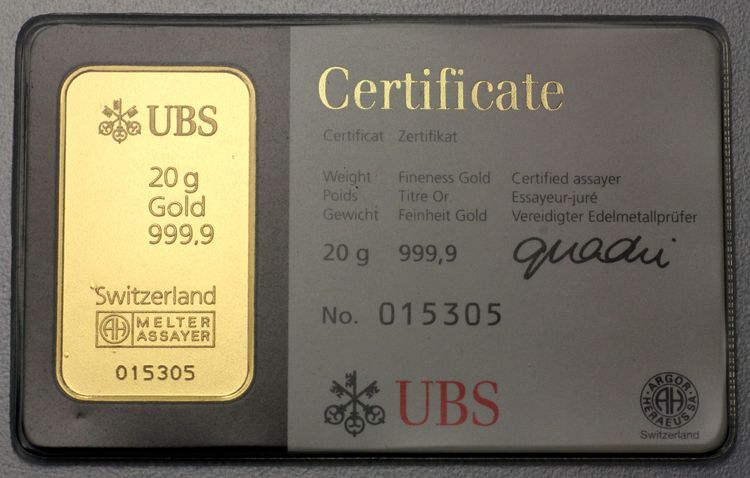 UBS
20 g
Gold
999,9
Switzerland
AH MELTER
ASSAYER
015305
Certificate
Certificat Zertifikat
Weight Fineness Gold Certified assayer
Poids Titre Or Essayeur-juré
Gewicht Feinheit Gold Vereidigter Edelmetallprüfer
20 g 999,9 quadri
No. 015305
UBS
ARGOR HERAEUS SA
AH
Switzerland